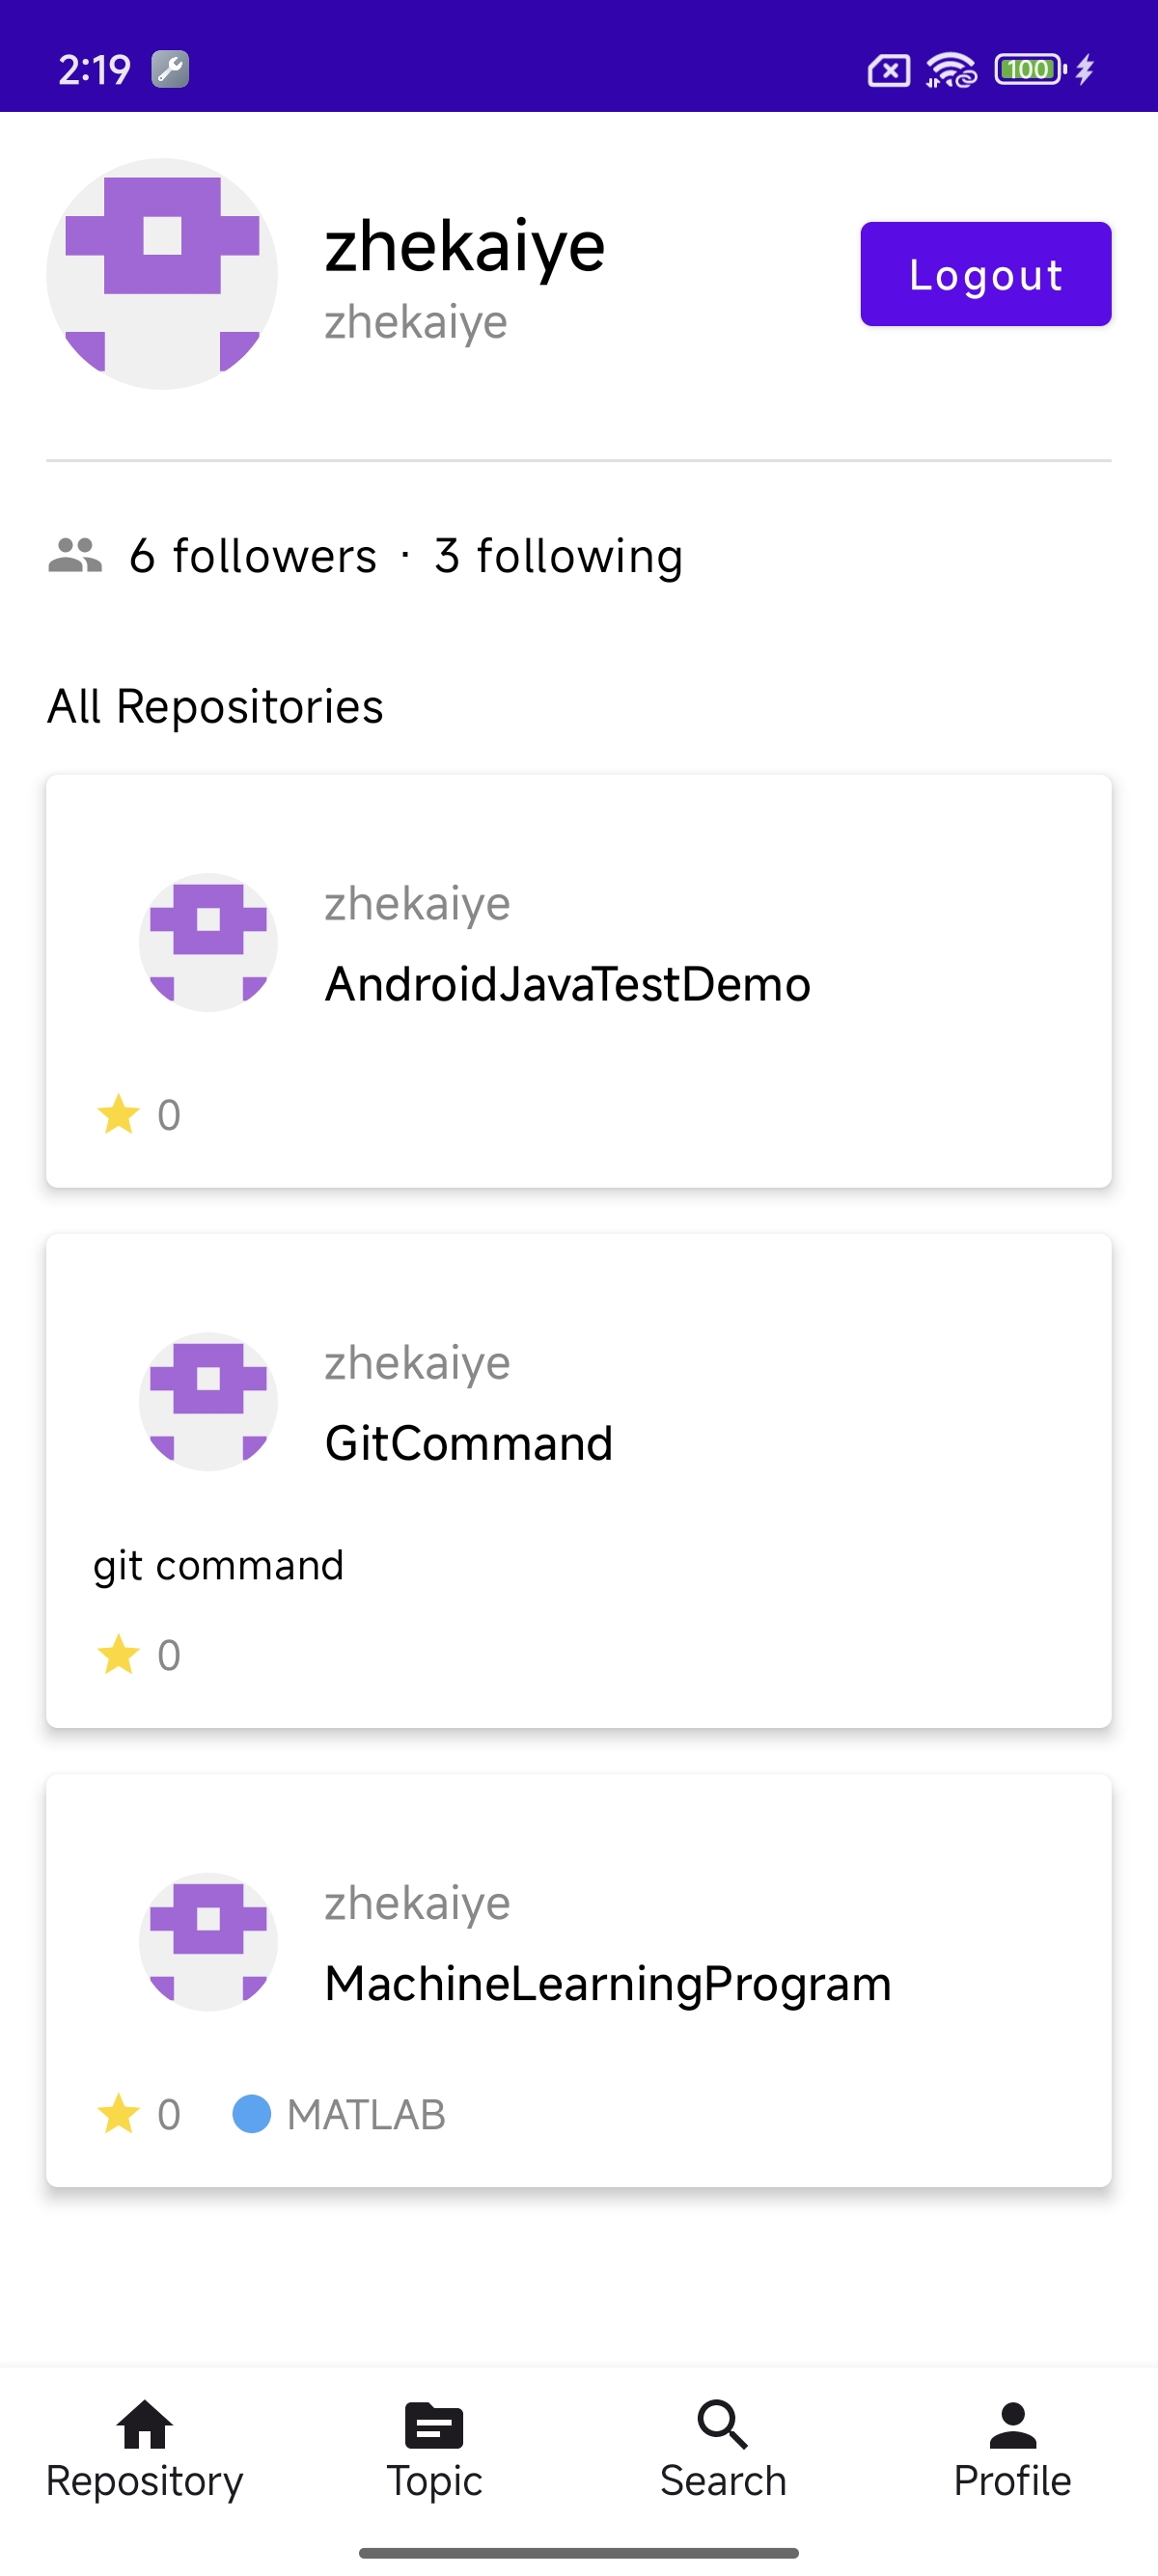 2:19
100
zhekaiye
zhekaiye
Logout
6 followers · 3 following
All Repositories
zhekaiye
AndroidJavaTestDemo
0
zhekaiye
GitCommand
git command
0
zhekaiye
MachineLearningProgram
0 MATLAB
Repository Topic Search Profile